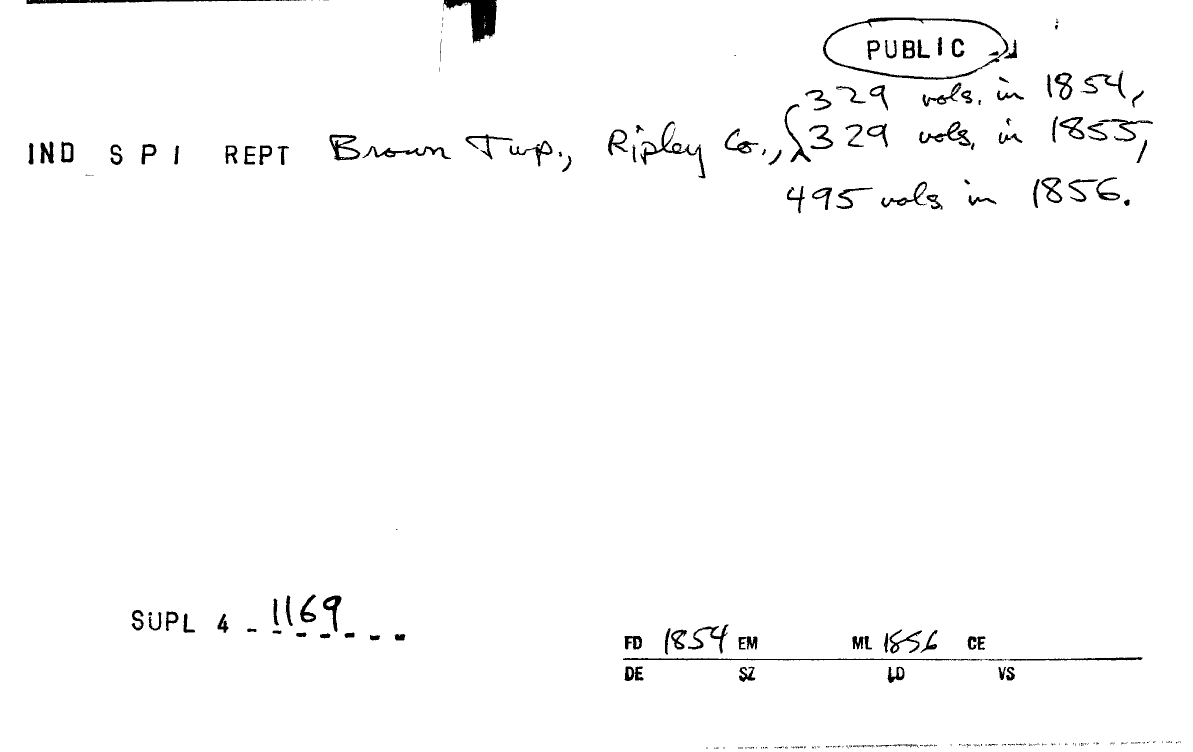 PUBLIC
329 vols. in 1854,
IND S P I REPT Brown Twp., Ripley Co., 329 vols. in 1855,
495 vols in 1856.
SUPL 4 - 1169
FD 1854 EM ML 1856 CE
DE SZ LD VS